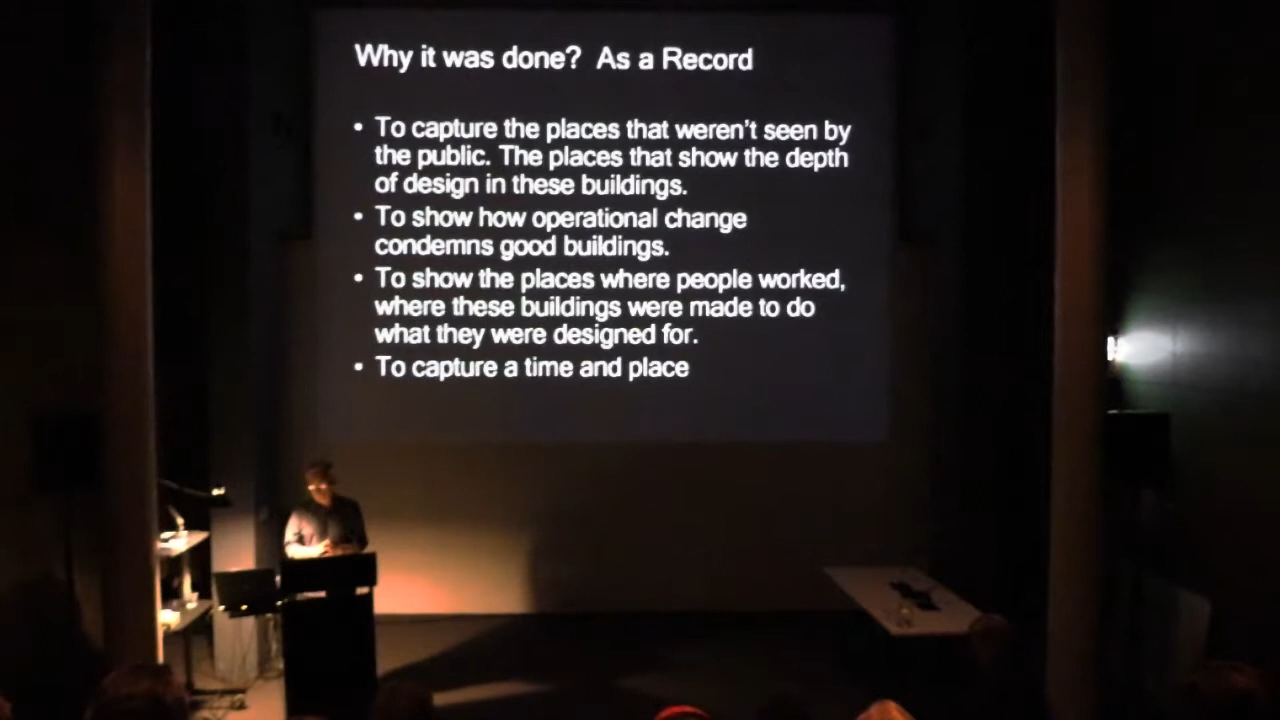 Why it was done?  As a Record
• To capture the places that weren't seen by
the public. The places that show the depth
of design in these buildings.
• To show how operational change
condemns good buildings.
• To show the places where people worked,
where these buildings were made to do
what they were designed for.
• To capture a time and place